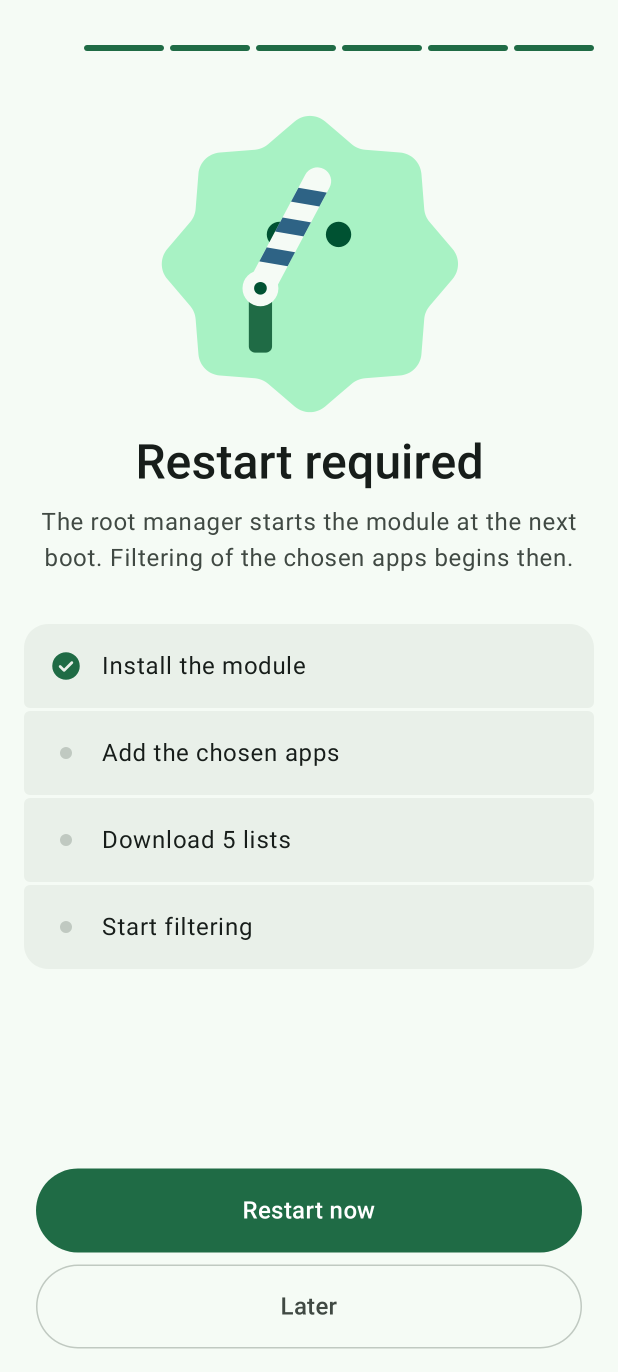 Restart required
The root manager starts the module at the next
boot. Filtering of the chosen apps begins then.
Install the module
Add the chosen apps
Download 5 lists
Start filtering
Restart now
Later